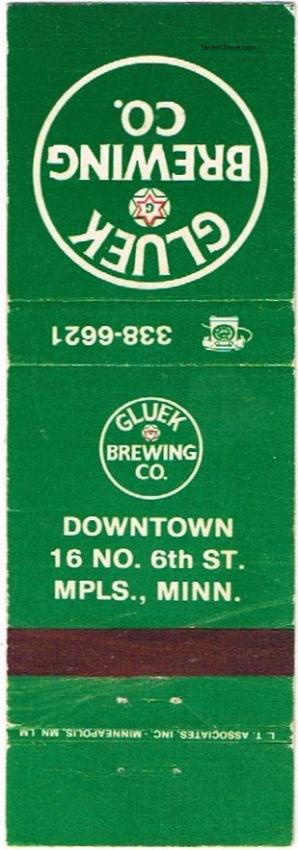 TavernTrove.com
GLUEK
BREWING
CO.
G
338-6621
GLUEK
BREWING
CO.
DOWNTOWN
16 NO. 6th ST.
MPLS., MINN.
L. T. ASSOCIATES, INC. - MINNEAPOLIS, MN LM